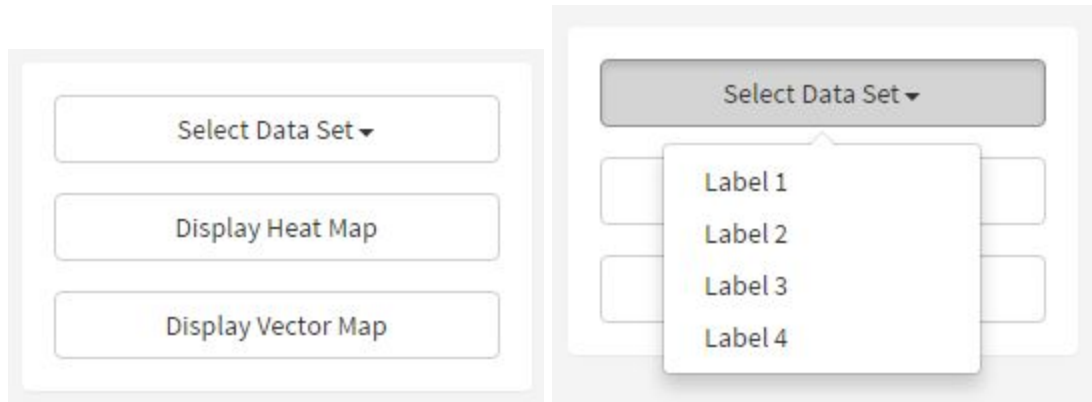 Select Data Set
Display Heat Map
Display Vector Map
Select Data Set
Label 1
Label 2
Label 3
Label 4